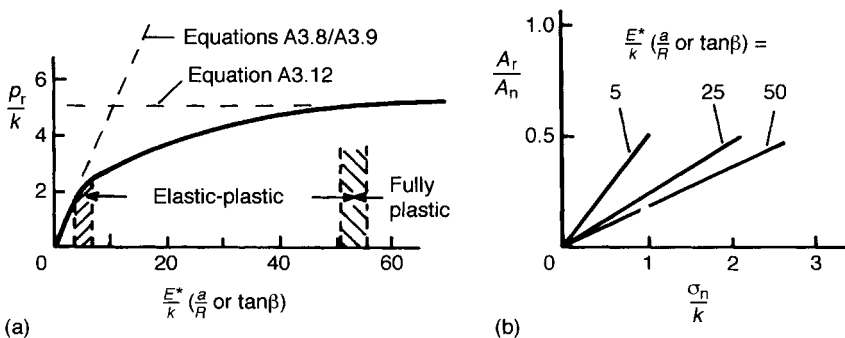 Equations A3.8/A3.9
Equation A3.12
p_r/k
6
4
2
0
Elastic-plastic
Fully
plastic
20
40
60
E*/k (a/R or tanβ)
(a)
A_r/A_n
1.0
0.5
0
E*/k (a/R or tanβ) =
5
25
50
1
2
3
σ_n/k
(b)